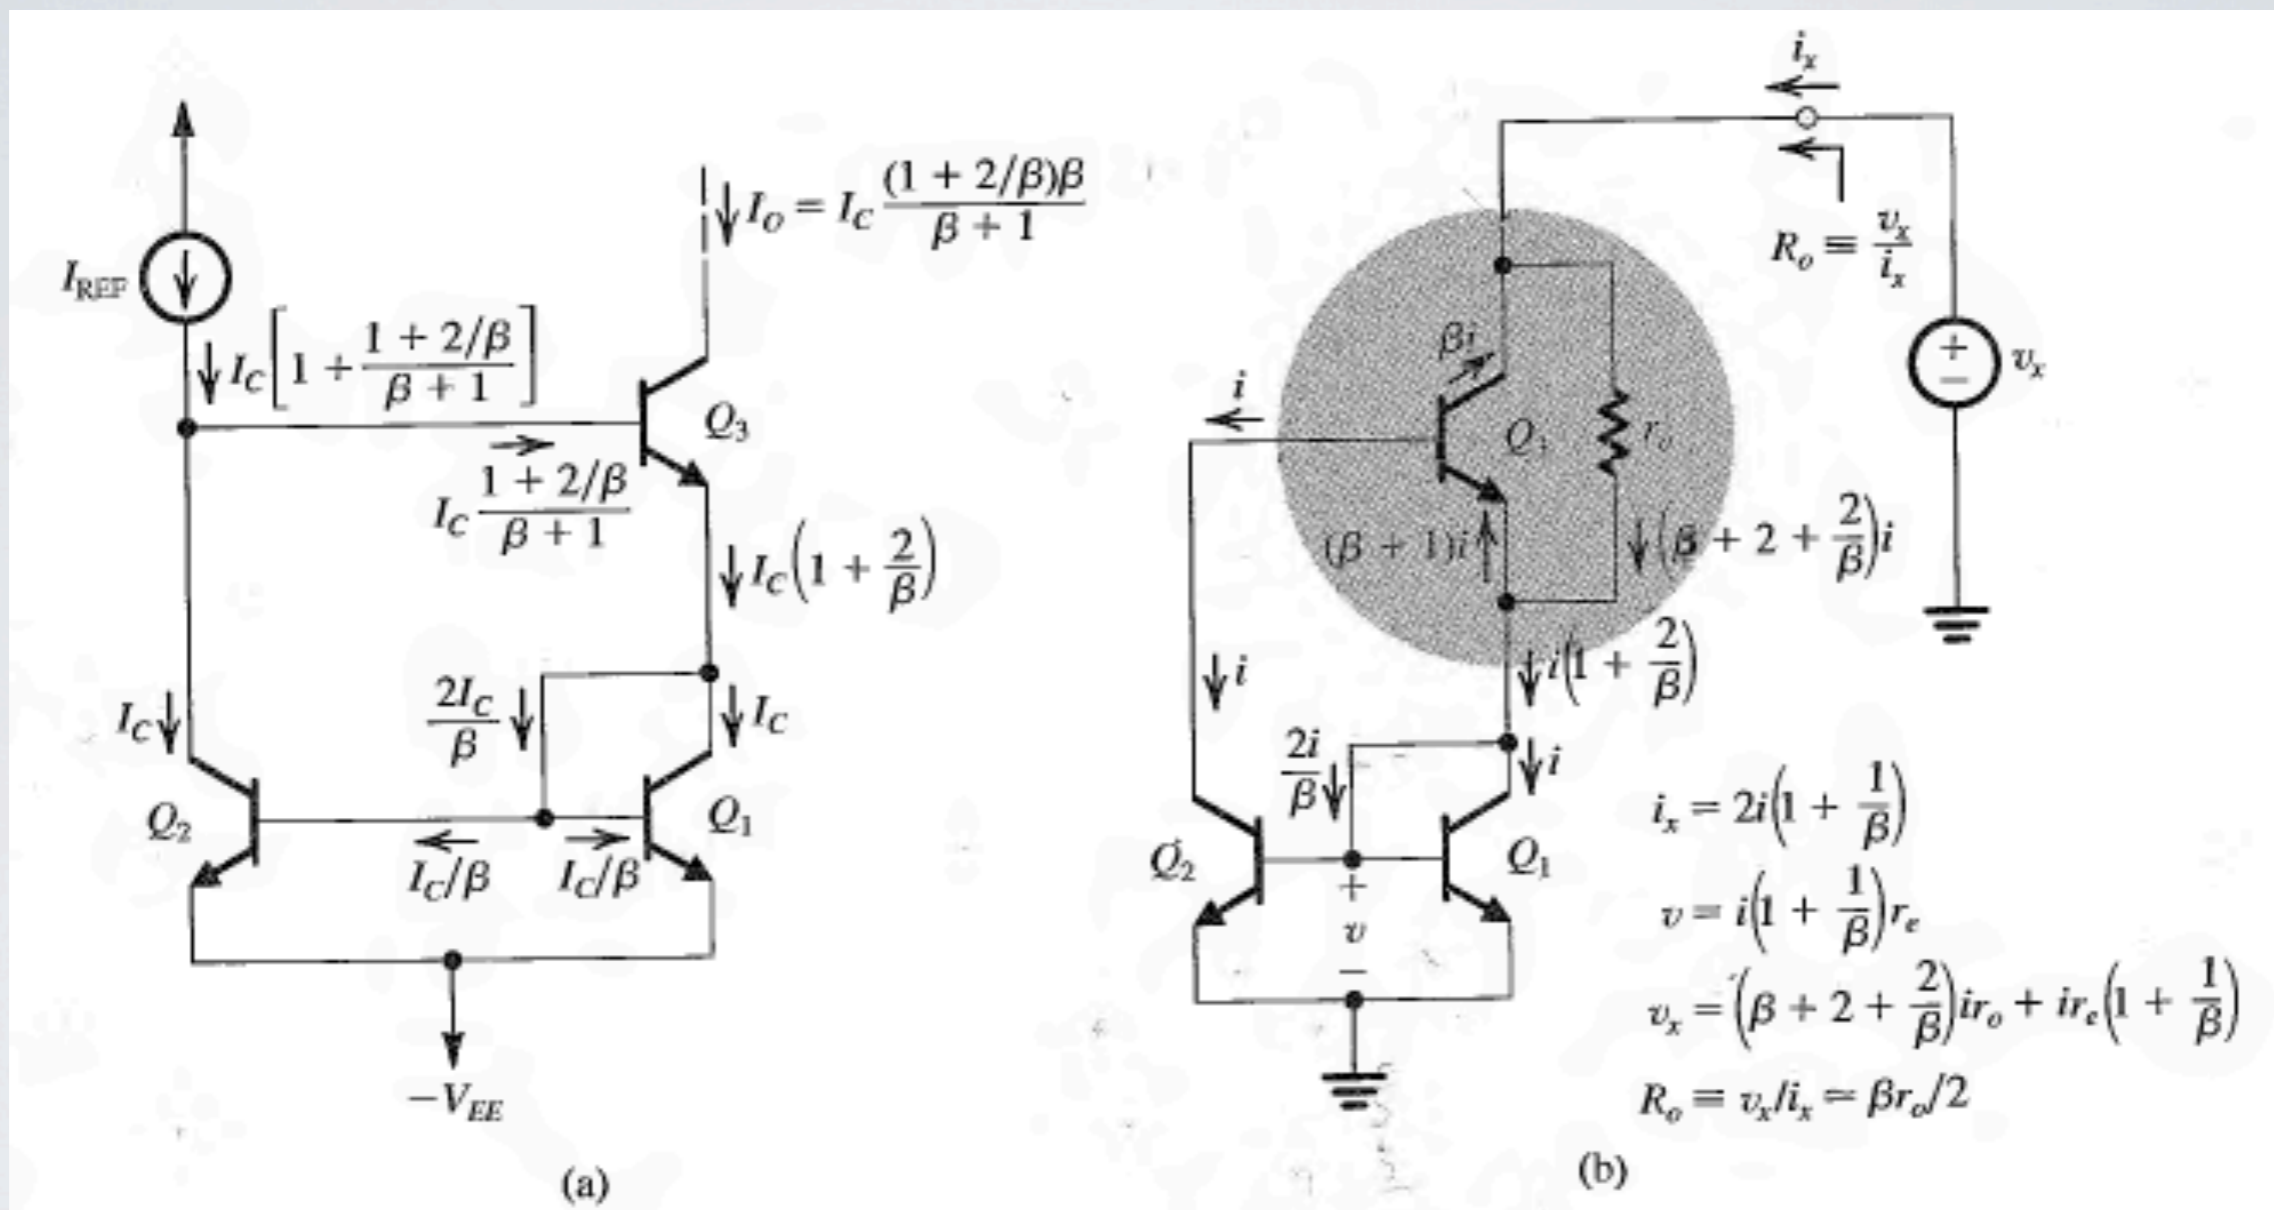 I_O = I_C (1 + 2/β)β / (β + 1)
I_REF
I_C [1 + (1 + 2/β) / (β + 1)]
Q_3
I_C (1 + 2/β) / (β + 1)
I_C (1 + 2/β)
I_C
2I_C / β
I_C
Q_2
Q_1
I_C/β
I_C/β
−V_EE
(a)
i_x
R_o ≡ v_x / i_x
+
−
v_x
βi
i
Q_3
r_o
(β + 1)i
(β + 2 + 2/β)i
i
i(1 + 2/β)
2i / β
i
Q_2
Q_1
+
v
−
i_x = 2i(1 + 1/β)
v = i(1 + 1/β)r_e
v_x = (β + 2 + 2/β)ir_o + ir_e(1 + 1/β)
R_o ≡ v_x/i_x ≃ βr_o/2
(b)